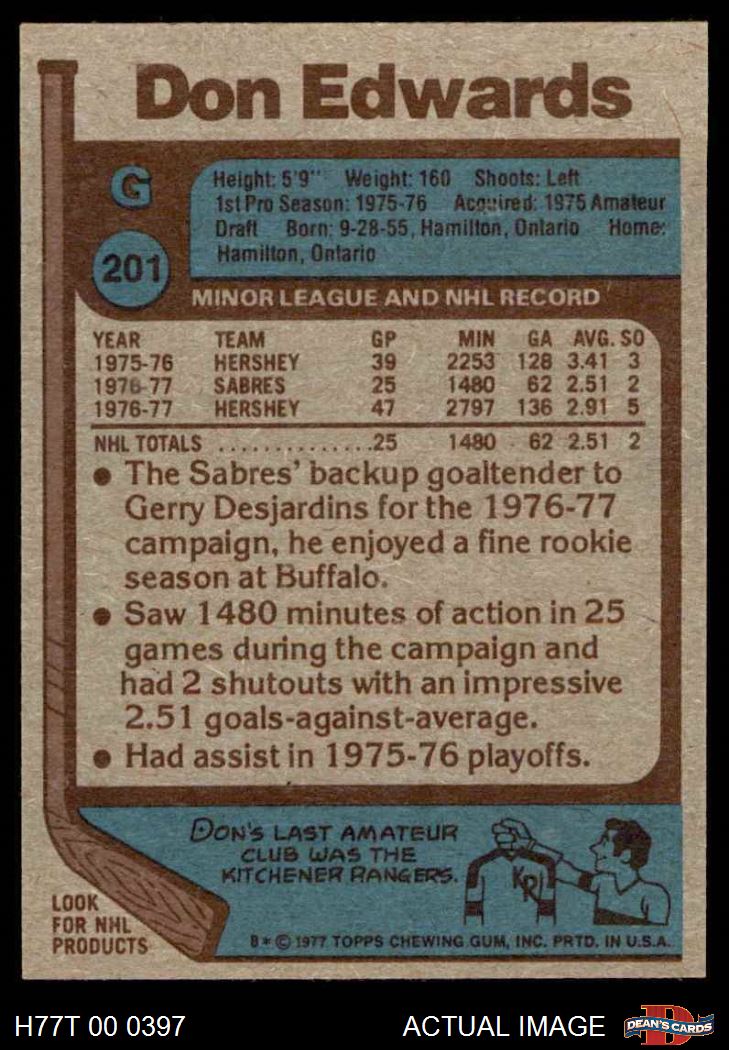 Don Edwards
G
201
Height: 5'9" Weight: 160 Shoots: Left
1st Pro Season: 1975-76 Acquired: 1975 Amateur
Draft Born: 9-28-55, Hamilton, Ontario Home:
Hamilton, Ontario
MINOR LEAGUE AND NHL RECORD
YEAR TEAM GP MIN GA AVG. SO
1975-76 HERSHEY 39 2253 128 3.41 3
1976-77 SABRES 25 1480 62 2.51 2
1976-77 HERSHEY 47 2797 136 2.91 5
NHL TOTALS ..............25 1480 62 2.51 2
● The Sabres' backup goaltender to
Gerry Desjardins for the 1976-77
campaign, he enjoyed a fine rookie
season at Buffalo.
● Saw 1480 minutes of action in 25
games during the campaign and
had 2 shutouts with an impressive
2.51 goals-against-average.
● Had assist in 1975-76 playoffs.
DON'S LAST AMATEUR
CLUB WAS THE
KITCHENER RANGERS.
KR
LOOK
FOR NHL
PRODUCTS
B* © 1977 TOPPS CHEWING GUM, INC. PRTD. IN U.S.A.
H77T 00 0397 ACTUAL IMAGE
D
DEAN'S CARDS